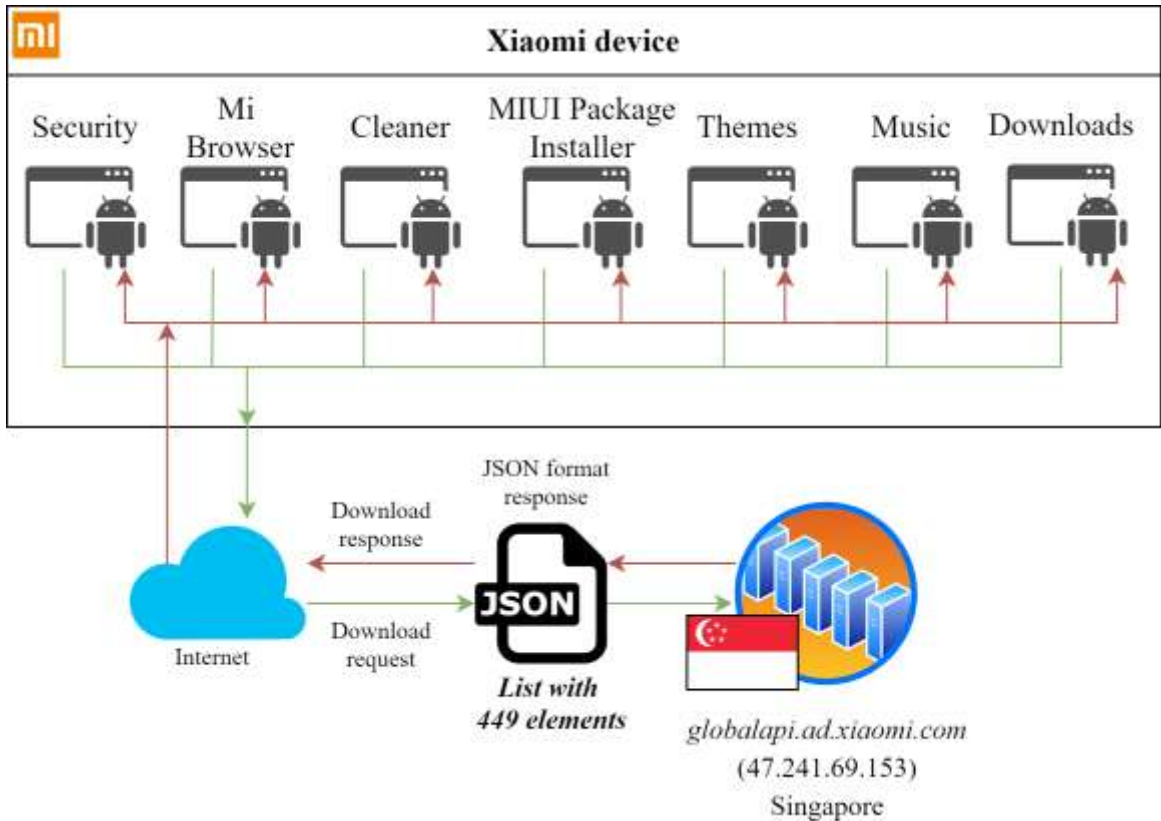 mi
Xiaomi device
Security
Mi
Browser
Cleaner
MIUI Package
Installer
Themes
Music
Downloads
JSON format
response
Download
response
JSON
Download
request
Internet
List with
449 elements
globalapi.ad.xiaomi.com
(47.241.69.153)
Singapore